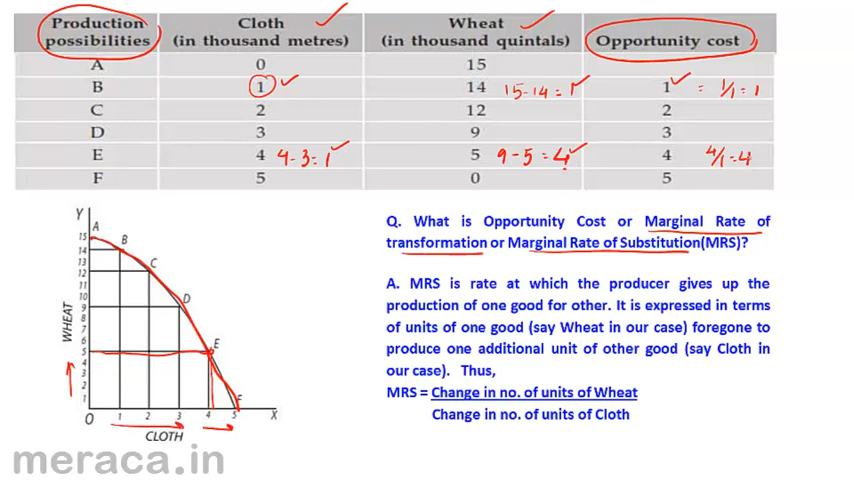 Production possibilities Cloth (in thousand metres) Wheat (in thousand quintals) Opportunity cost
A 0 15
B 1 14 15-14=1 1 = 1/1=1
C 2 12 2
D 3 9 3
E 4 4-3=1 5 9-5=4 4 4/1=4
F 5 0 5
Q. What is Opportunity Cost or Marginal Rate of
transformation or Marginal Rate of Substitution(MRS)?
A. MRS is rate at which the producer gives up the
production of one good for other. It is expressed in terms
of units of one good (say Wheat in our case) foregone to
produce one additional unit of other good (say Cloth in
our case). Thus,
MRS = Change in no. of units of Wheat
Change in no. of units of Cloth
Y
A
15
B
14
13
C
12
11
10
D
9
8
7
6
E
5
4
3
2
1
F
WHEAT
O 1 2 3 4 5 X
CLOTH
meraca.in